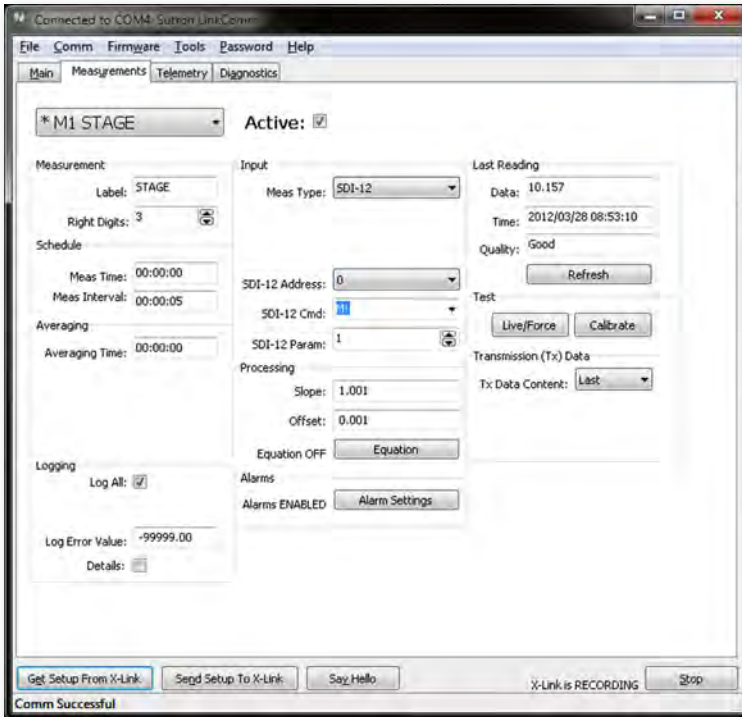 Connected to COM4: Sutron LinkComm
File Comm Firmware Tools Password Help
Main Measurements Telemetry Diagnostics
* M1 STAGE
Active:
Measurement
Label: STAGE
Right Digits: 3
Schedule
Meas Time: 00:00:00
Meas Interval: 00:00:05
Averaging
Averaging Time: 00:00:00
Logging
Log All:
Log Error Value: -99999.00
Details:
Input
Meas Type: SDI-12
SDI-12 Address: 0
SDI-12 Cmd:
SDI-12 Param: 1
Processing
Slope: 1.001
Offset: 0.001
Equation OFF Equation
Alarms
Alarms ENABLED Alarm Settings
Last Reading
Data: 10.157
Time: 2012/03/28 08:53:10
Quality: Good
Refresh
Test
Live/Force Calibrate
Transmission (Tx) Data
Tx Data Content: Last
Get Setup From X-Link Send Setup To X-Link Say Hello X-Link is RECORDING Stop
Comm Successful